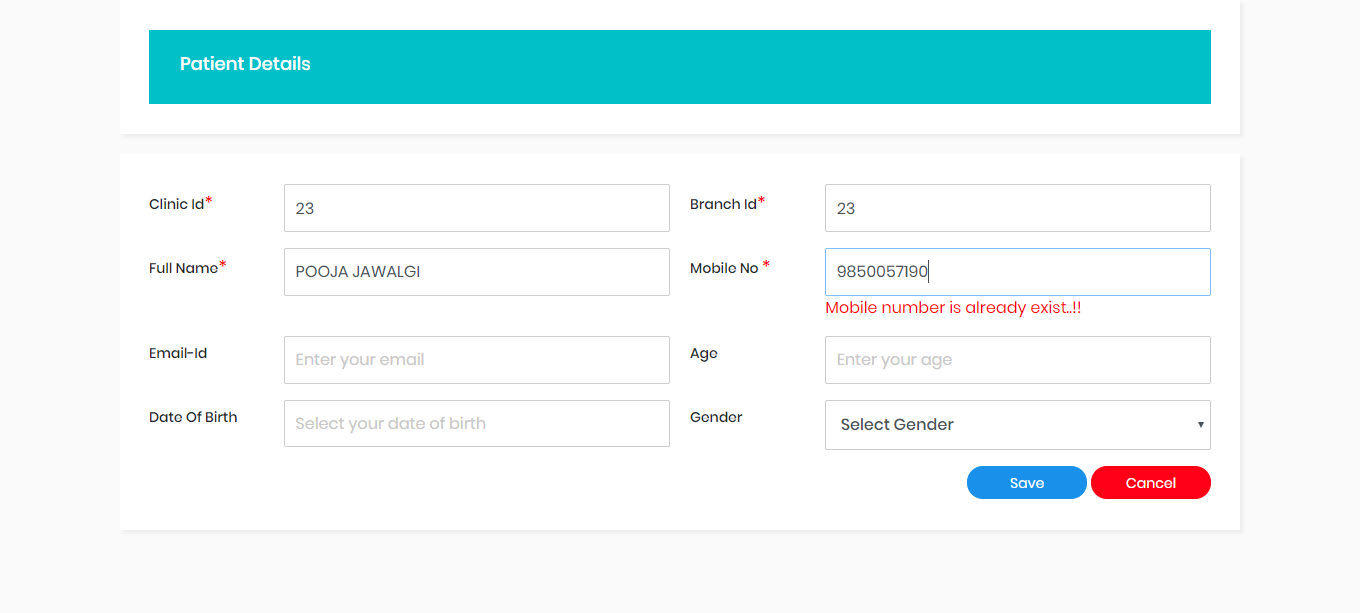 Patient Details
Clinic Id* 23 Branch Id* 23
Full Name* POOJA JAWALGI Mobile No * 9850057190
Mobile number is already exist..!!
Email-Id Enter your email Age Enter your age
Date Of Birth Select your date of birth Gender Select Gender
Save Cancel